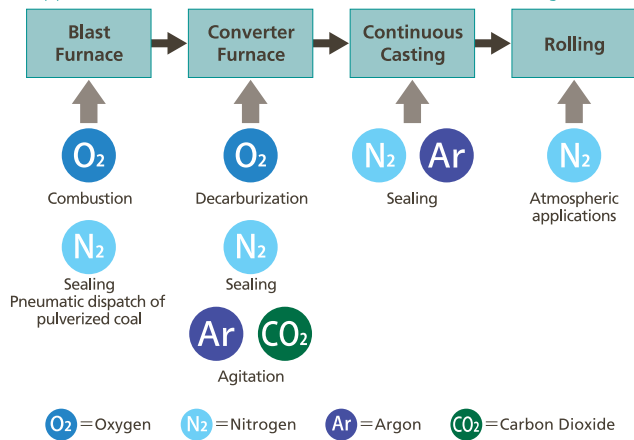 Blast
Furnace
Converter
Furnace
Continuous
Casting
Rolling
O2
Combustion
N2
Sealing
Pneumatic dispatch of
pulverized coal
O2
Decarburization
N2
Sealing
Ar CO2
Agitation
N2 Ar
Sealing
N2
Atmospheric
applications
O2 =Oxygen
N2 =Nitrogen
Ar =Argon
CO2 =Carbon Dioxide